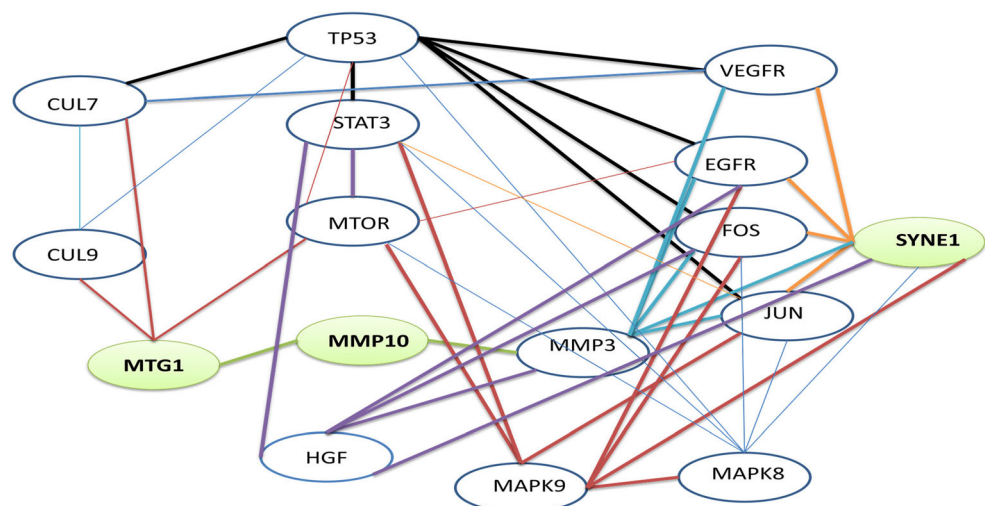 TP53
VEGFR
CUL7
STAT3
EGFR
MTOR
FOS
SYNE1
CUL9
JUN
MMP10
MMP3
MTG1
HGF
MAPK9
MAPK8